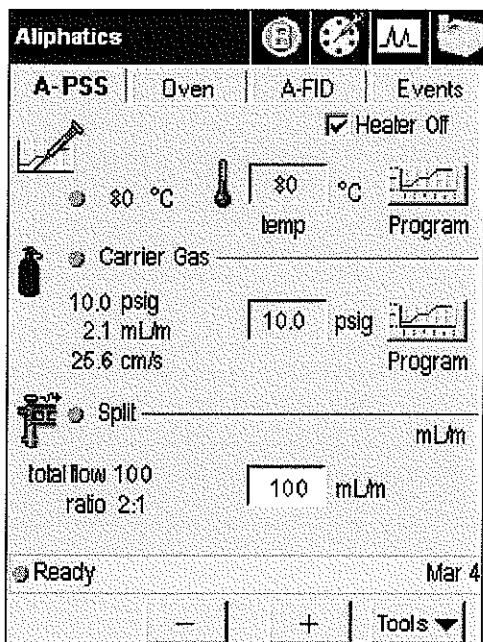 Aliphatics
A-PSS Oven A-FID Events
Heater Off
80 °C 80 °C
temp Program
Carrier Gas
10.0 psig 10.0 psig
2.1 mL/m
25.6 cm/s Program
Split
mL/m
total flow 100 100 mL/m
ratio 2:1
Ready Mar 4
− + Tools